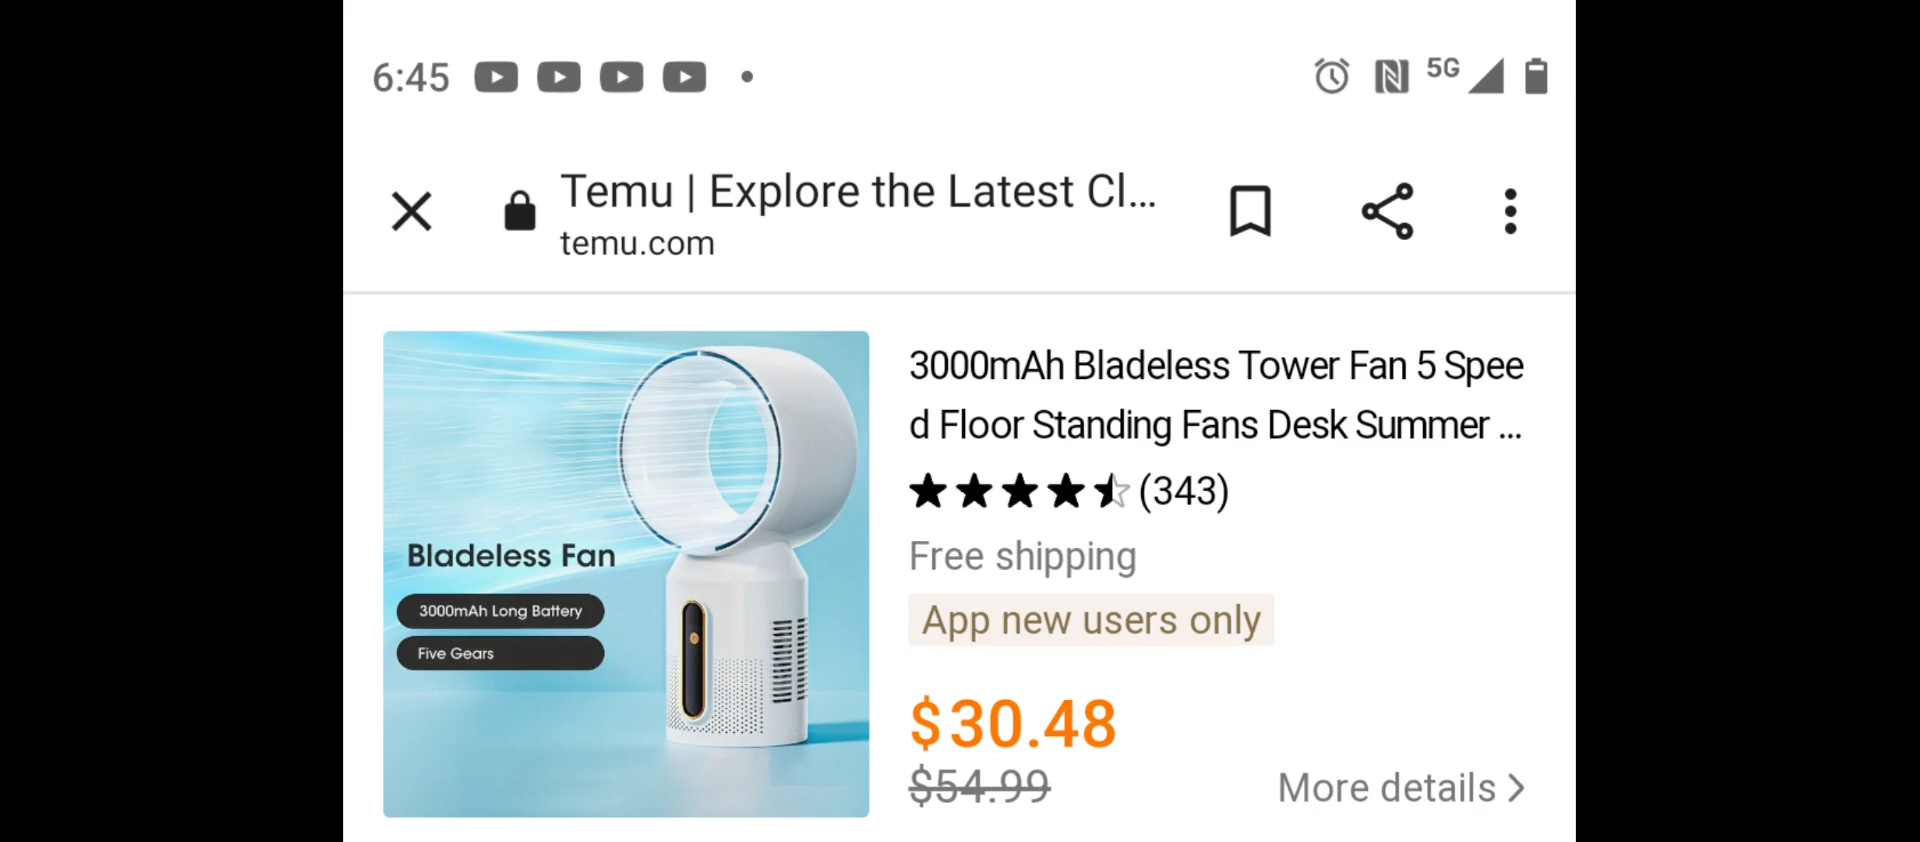 6:45
5G
Temu | Explore the Latest Cl...
temu.com
3000mAh Bladeless Tower Fan 5 Spee
d Floor Standing Fans Desk Summer ...
(343)
Free shipping
App new users only
$30.48
$54.99
More details
Bladeless Fan
3000mAh Long Battery
Five Gears